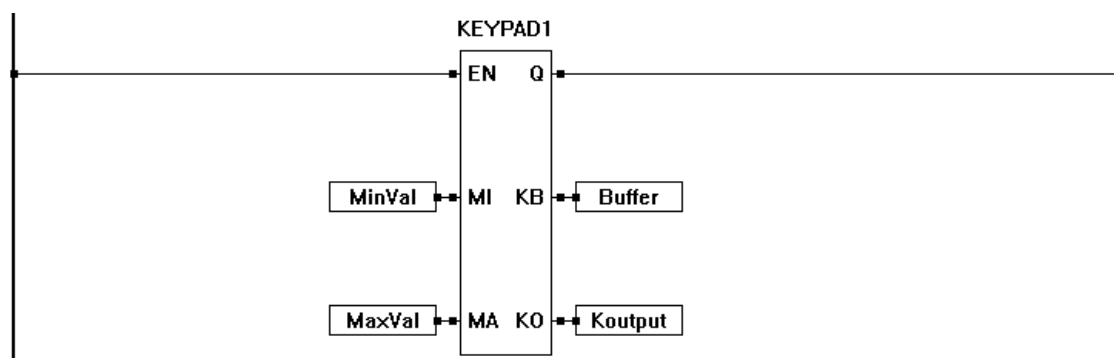 KEYPAD1
EN Q
MinVal MI KB Buffer
MaxVal MA KO Koutput